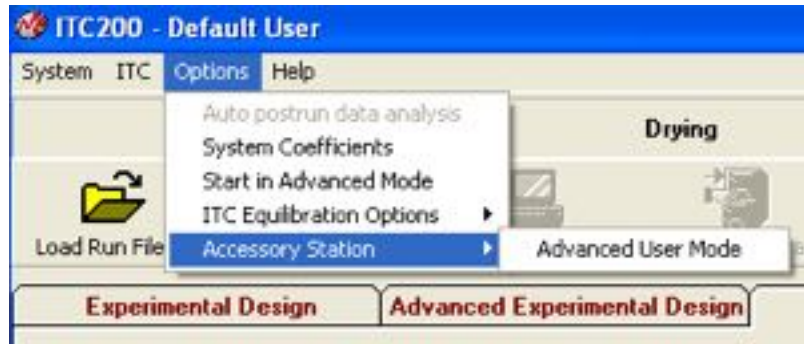 ITC200 - Default User
System ITC Options Help
Auto postrun data analysis
Drying
System Coefficients
Start in Advanced Mode
ITC Equilibration Options
Load Run File
Accessory Station
Advanced User Mode
Experimental Design
Advanced Experimental Design